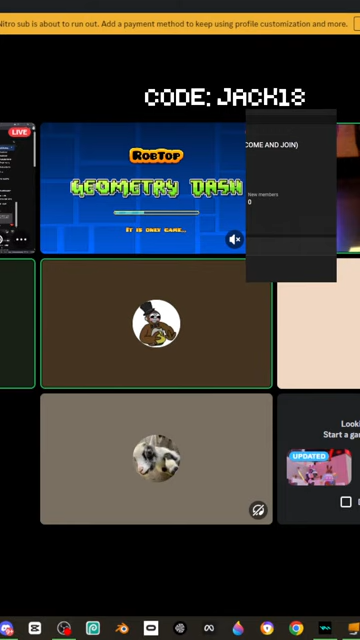 Nitro sub is about to run out. Add a payment method to keep using profile customization and more.
CODE: JACK18
LIVE
COME AND JOIN)
ROBTOP
GEOMETRY DASH
New members
0
IT IS ONLY GAME...
Looki
Start a ga
UPDATED